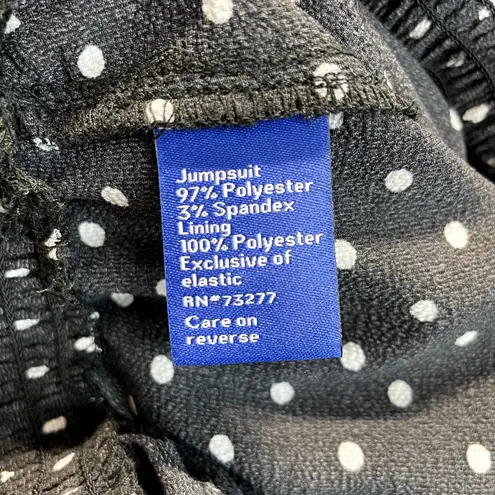 Jumpsuit
97% Polyester
3% Spandex
Lining
100% Polyester
Exclusive of
elastic
RN#73277
Care on
reverse